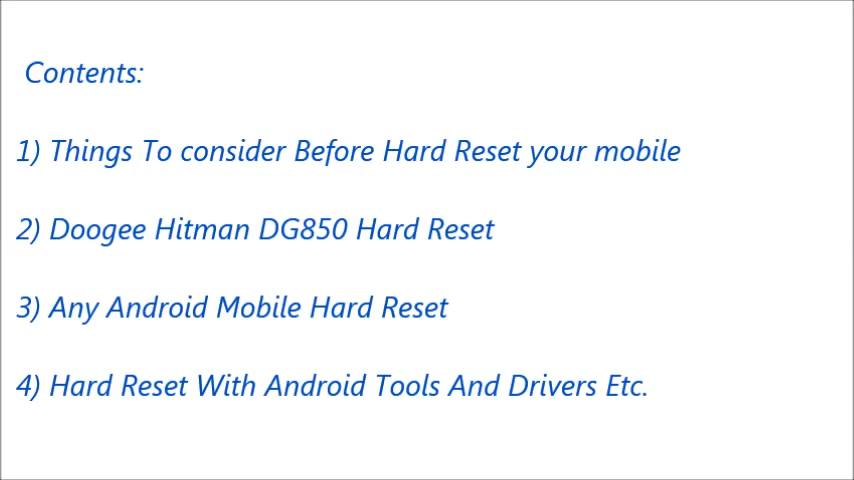 Contents:
1) Things To consider Before Hard Reset your mobile
2) Doogee Hitman DG850 Hard Reset
3) Any Android Mobile Hard Reset
4) Hard Reset With Android Tools And Drivers Etc.